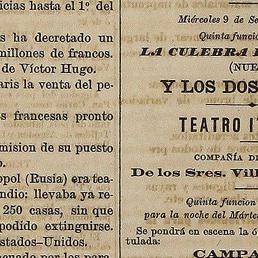 icias hasta el 1º del
s ha decretado un
millones de francos.
de Víctor Hugo.
aris la venta del pe-
s francesas pronto
mision de su puesto
o.
opol (Rusia) era tea-
ndio: llevaba ya re-
250 casas, sin que
podido extinguirse.
stados-Unidos.
Miércoles 9 de Se
Quinta funcio
LA CULEBRA
(NUE
Y LOS DOS
TEATRO I
COMPAÑÍA D
De los Sres. Vill
Quinta funcion
para la noche del Mártes
Se pondrá en escena la ó
tulada:
CAMPA